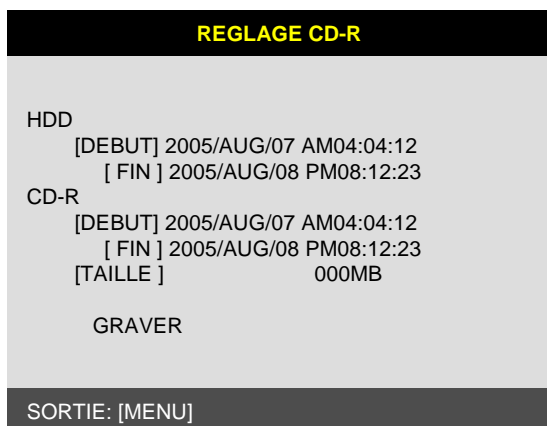 REGLAGE CD-R
HDD
[DEBUT] 2005/AUG/07 AM04:04:12
[ FIN ] 2005/AUG/08 PM08:12:23
CD-R
[DEBUT] 2005/AUG/07 AM04:04:12
[ FIN ] 2005/AUG/08 PM08:12:23
[TAILLE ] 000MB
GRAVER
SORTIE: [MENU]